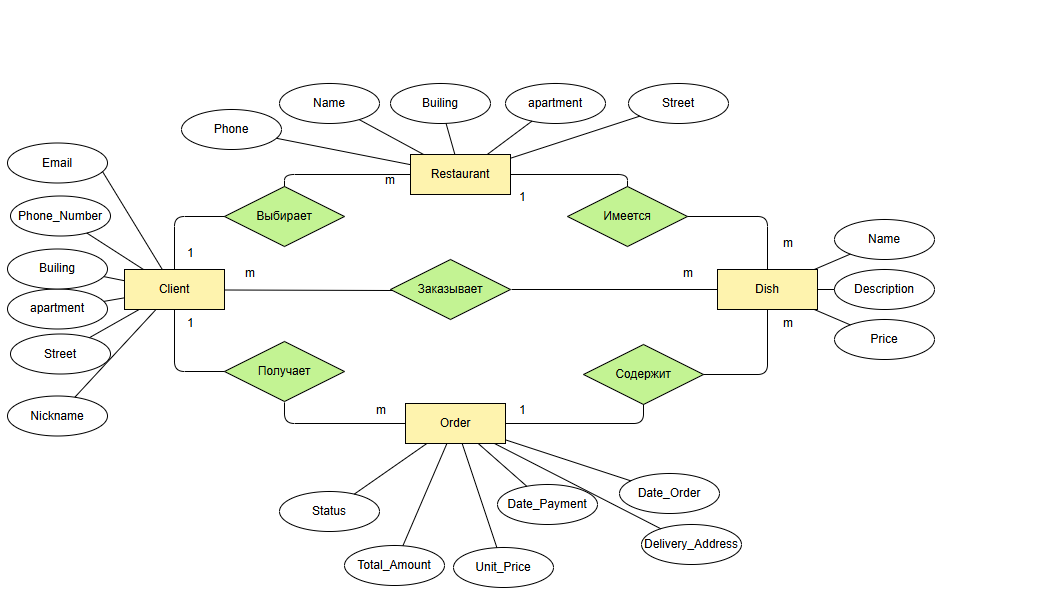 Name
Builing
apartment
Street
Phone
Email
Restaurant
m
1
Phone_Number
Выбирает
Имеется
Name
1
m
Builing
m
m
Client
Заказывает
Dish
Description
apartment
1
m
Price
Street
Получает
Содержит
m
1
Nickname
Order
Date_Order
Status
Date_Payment
Delivery_Address
Total_Amount
Unit_Price